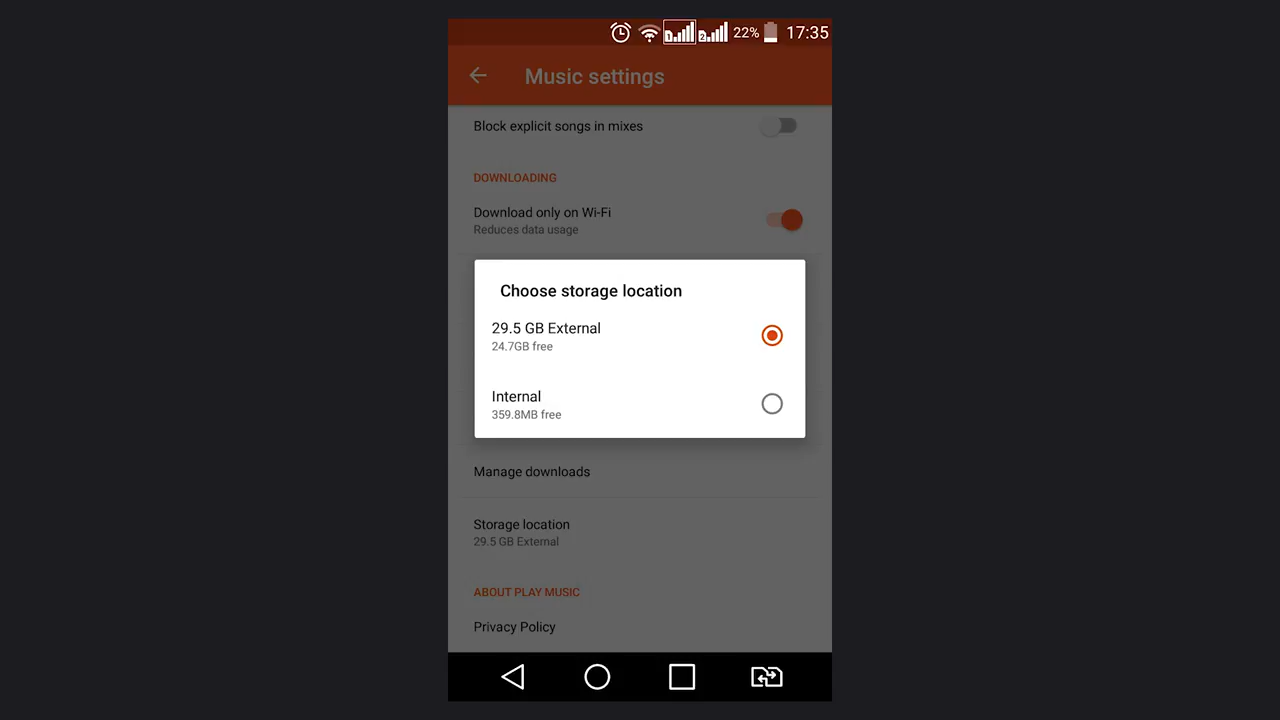 22% 17:35
Music settings
Block explicit songs in mixes
DOWNLOADING
Download only on Wi-Fi
Reduces data usage
Choose storage location
29.5 GB External
24.7GB free
Internal
359.8MB free
Manage downloads
Storage location
29.5 GB External
ABOUT PLAY MUSIC
Privacy Policy